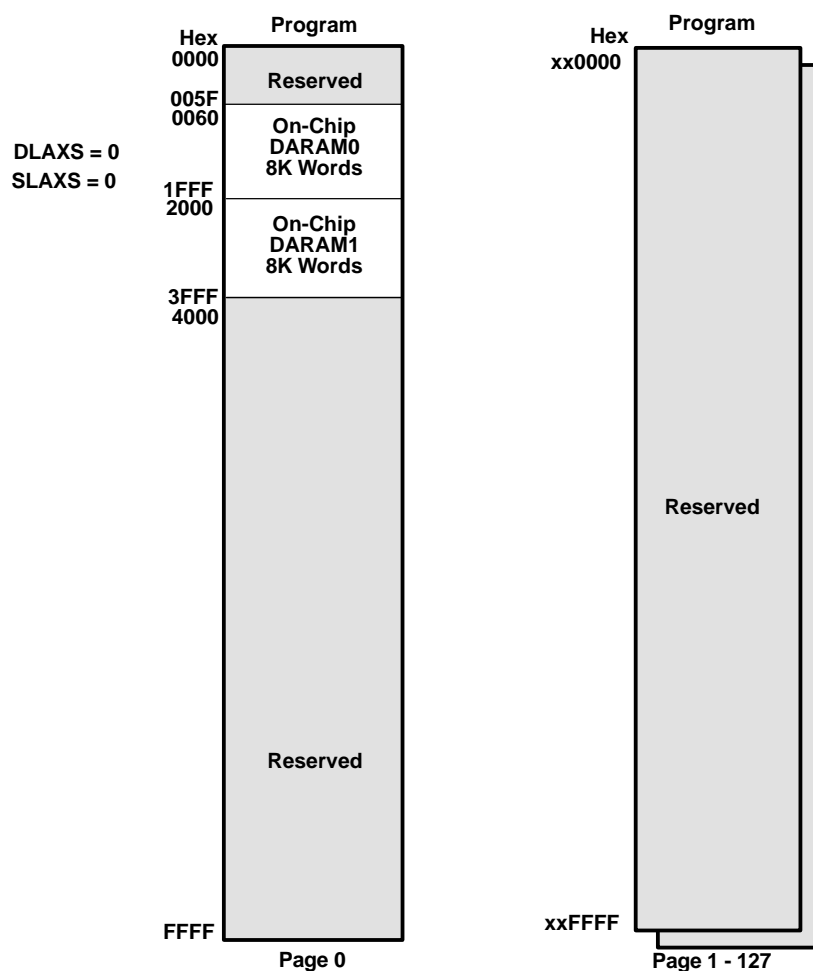 Program
Hex
0000
Reserved
005F
0060
On-Chip
DARAM0
8K Words
DLAXS = 0
SLAXS = 0
1FFF
2000
On-Chip
DARAM1
8K Words
3FFF
4000
Reserved
FFFF
Page 0
Program
Hex
xx0000
Reserved
xxFFFF
Page 1 - 127